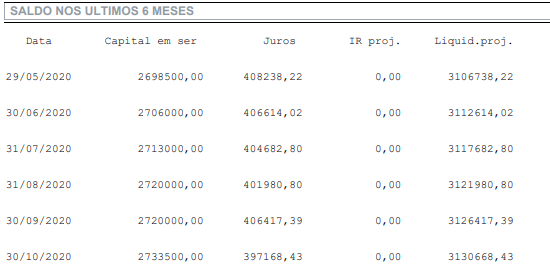 SALDO NOS ULTIMOS 6 MESES
Data Capital em ser Juros IR proj. Liquid.proj.
29/05/2020 2698500,00 408238,22 0,00 3106738,22
30/06/2020 2706000,00 406614,02 0,00 3112614,02
31/07/2020 2713000,00 404682,80 0,00 3117682,80
31/08/2020 2720000,00 401980,80 0,00 3121980,80
30/09/2020 2720000,00 406417,39 0,00 3126417,39
30/10/2020 2733500,00 397168,43 0,00 3130668,43